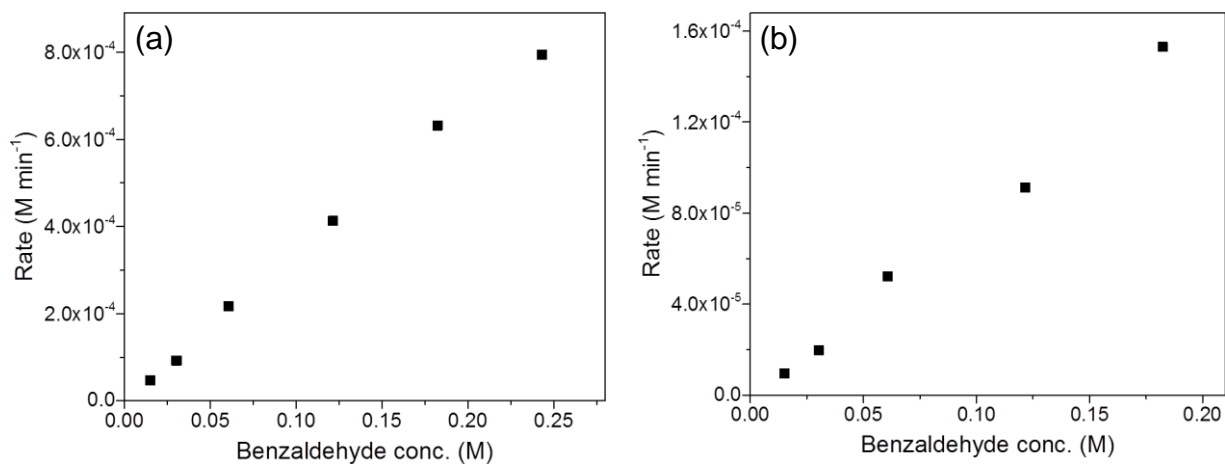 (a)
8.0x10⁻⁴
6.0x10⁻⁴
4.0x10⁻⁴
2.0x10⁻⁴
0.0
Rate (M min⁻¹)
0.00 0.05 0.10 0.15 0.20 0.25
Benzaldehyde conc. (M)
(b)
1.6x10⁻⁴
1.2x10⁻⁴
8.0x10⁻⁵
4.0x10⁻⁵
0.0
Rate (M min⁻¹)
0.00 0.05 0.10 0.15 0.20
Benzaldehyde conc. (M)